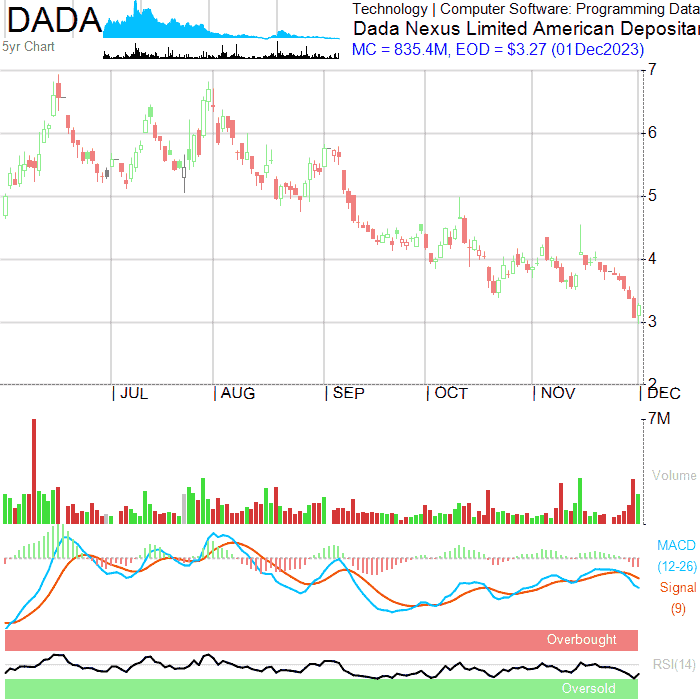 DADA
5yr Chart
Technology | Computer Software: Programming Data
Dada Nexus Limited American Depositar
MC = 835.4M, EOD = $3.27 (01Dec2023)
7
6
5
4
3
2
| JUL | AUG | SEP | OCT | NOV | DEC
7M
Volume
MACD
(12-26)
Signal
(9)
Overbought
RSI(14)
Oversold